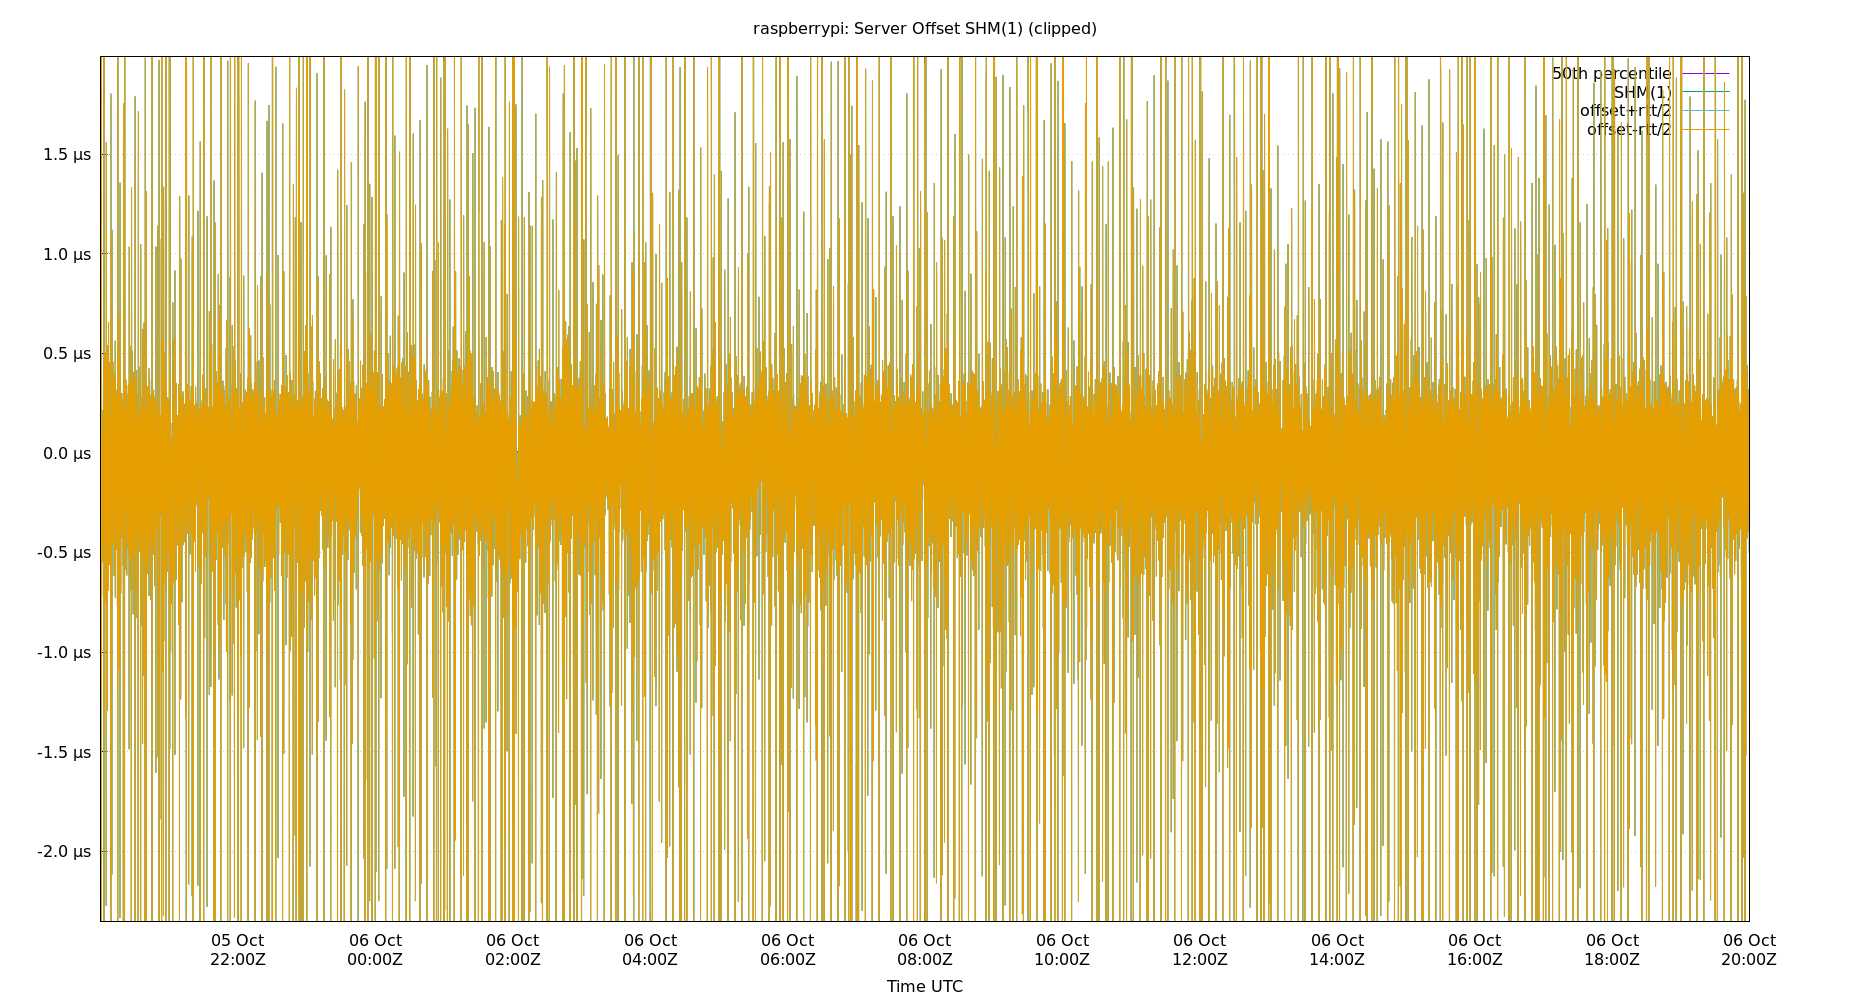 raspberrypi: Server Offset SHM(1) (clipped)
50th percentile
SHM(1)
offset+rtt/2
offset-rtt/2
1.5 µs
1.0 µs
0.5 µs
0.0 µs
-0.5 µs
-1.0 µs
-1.5 µs
-2.0 µs
05 Oct 06 Oct 06 Oct 06 Oct 06 Oct 06 Oct 06 Oct 06 Oct 06 Oct 06 Oct 06 Oct 06 Oct
22:00Z 00:00Z 02:00Z 04:00Z 06:00Z 08:00Z 10:00Z 12:00Z 14:00Z 16:00Z 18:00Z 20:00Z
Time UTC